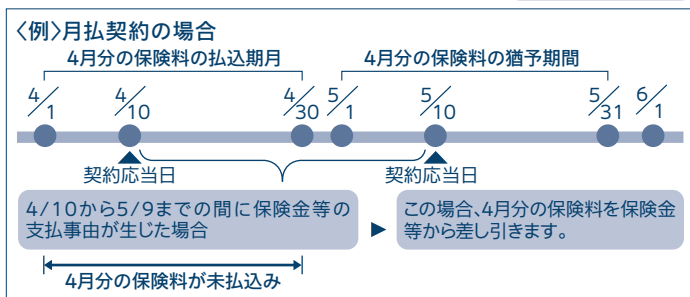 〈例〉月払契約の場合
4月分の保険料の払込期月
4月分の保険料の猶予期間
4/1
4/10
4/30
5/1
5/10
5/31
6/1
契約応当日
契約応当日
4/10から5/9までの間に保険金等の
支払事由が生じた場合
この場合、4月分の保険料を保険金
等から差し引きます。
4月分の保険料が未払込み